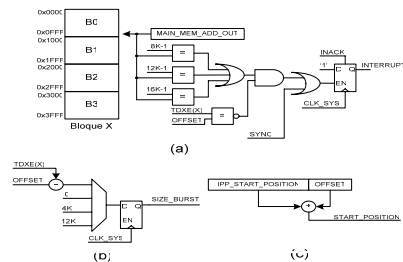 0x0000
B0
0x0FFF
0x1000
B1
0x1FFF
0x2000
B2
0x2FFF
0x3000
B3
0x3FFF
Bloque X
MAIN_MEM_ADD_OUT
8K-1
=
12K-1
=
16K-1
=
TDXE(X)
=
OFFSET
SYNC
INACK
'1'
C Q
INTERRUPT
EN
CLK_SYS
(a)
TDXE(X)
OFFSET
-
0
4K
12K
C Q
SIZE_BURST
EN
CLK_SYS
(b)
IPP_START_POSITION
OFFSET
+
START_POSITION
(c)